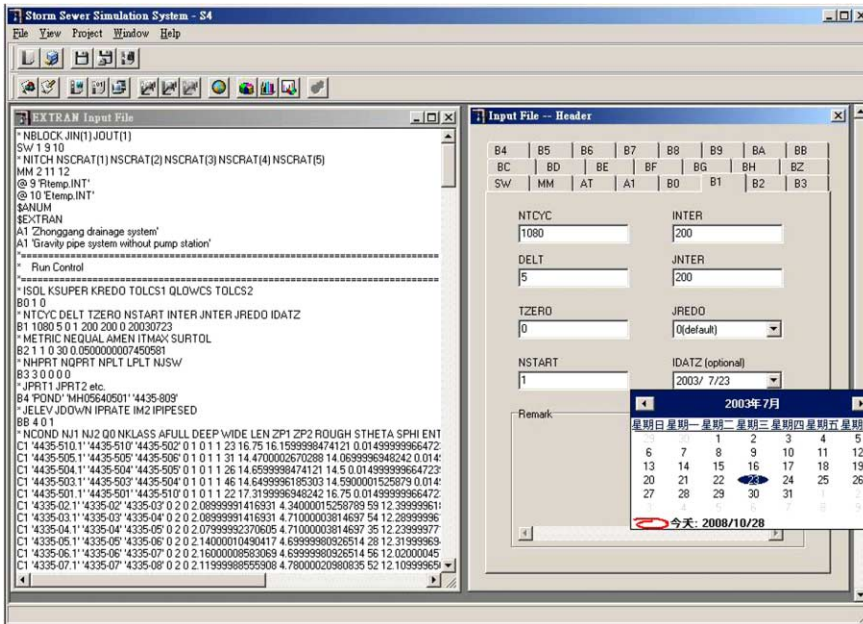 Storm Sewer Simulation System - S4
File View Project Window Help
EXTRAN Input File
* NBLOCK JIN(1) JOUT(1)
SW 1 9 10
* NITCH NSCRAT(1) NSCRAT(2) NSCRAT(3) NSCRAT(4) NSCRAT(5)
MM 2 11 12
@ 9 'Rtemp.INT'
@ 10 'Etemp.INT'
$ANUM
$EXTRAN
A1 'Zhonggang drainage system'
A1 'Gravity pipe system without pump station'
* Run Control
* ISOL KSUPER KREDO TOLCS1 QLOWCS TOLCS2
B0 1 0
* NTCYC DELT TZERO NSTART INTER JNTER JREDO IDATZ
B1 1080 5 0 1 200 200 0 20030723
* METRIC NEQUAL AMEN ITMAX SURTOL
B2 1 1 0 30 0.0500000007450581
* NHPRT NQPRT NPLT LPLT NJSW
B3 3 0 0 0 0
* JPRT1 JPRT2 etc.
B4 'POND' 'MH05640501' '4435-809'
* JELEV JDOWN IPRATE IM2 IPIPESED
BB 4 0 1
* NCOND NJ1 NJ2 Q0 NKLASS AFULL DEEP WIDE LEN ZP1 ZP2 ROUGH STHETA SPHI ENT
C1 '4435-510.1' '4435-510' '4435-502' 0 1 0 1 1 23 16.75 16.1599998474121 0.01499999966472
C1 '4435-505.1' '4435-505' '4435-506' 0 1 0 1 1 31 14.4700002670288 14.0699996948242 0.014
C1 '4435-504.1' '4435-504' '4435-505' 0 1 0 1 1 26 14.6599998474121 14.5 0.014999999664723
C1 '4435-503.1' '4435-503' '4435-504' 0 1 0 1 1 46 14.6499996185303 14.5900001525879 0.014
C1 '4435-501.1' '4435-501' '4435-510' 0 1 0 1 1 22 17.3199996948242 16.75 0.01499999966472
C1 '4335-02.1' '4335-02' '4335-03' 0 2 0 2.08999991416931 4.34000015258789 59 12.39999961
C1 '4335-03.1' '4335-03' '4335-04' 0 2 0 2.08999991416931 4.71000003814697 54 12.28999996
C1 '4335-04.1' '4335-04' '4335-05' 0 2 0 2.07999992370605 4.71000003814697 35 12.23999977
C1 '4335-05.1' '4335-05' '4335-06' 0 2 0 2.14000010490417 4.69999980926514 28 12.31999969
C1 '4335-06.1' '4335-06' '4335-07' 0 2 0 2.16000008583069 4.69999980926514 56 12.02000045
C1 '4335-07.1' '4335-07' '4335-08' 0 2 0 2.11999988555908 4.78000020980835 52 12.10999965
Input File -- Header
B4 B5 B6 B7 B8 B9 BA BB
BC BD BE BF BG BH BZ
SW MM AT A1 B0 B1 B2 B3
NTCYC INTER
1080 200
DELT JNTER
5 200
TZERO JREDO
0 0(default)
NSTART IDATZ (optional)
1 2003/ 7/23
Remark
2003年7月
星期日 星期一 星期二 星期三 星期四 星期五 星期
29 30 1 2 3 4 5
6 7 8 9 10 11 12
13 14 15 16 17 18 19
20 21 22 23 24 25 26
27 28 29 30 31 1 2
3 4 5 6 7 8 9
今天: 2008/10/28